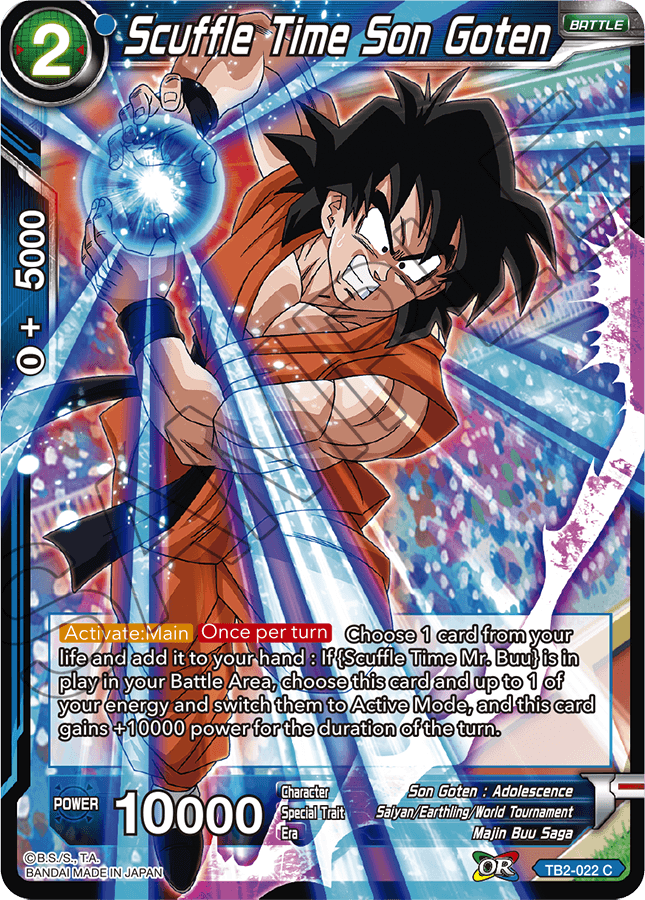 2
Scuffle Time Son Goten
BATTLE
0 + 5000
SAMPLE
Activate:Main Once per turn Choose 1 card from your
life and add it to your hand : If {Scuffle Time Mr. Buu} is in
play in your Battle Area, choose this card and up to 1 of
your energy and switch them to Active Mode, and this card
gains +10000 power for the duration of the turn.
POWER 10000
Character Son Goten : Adolescence
Special Trait Saiyan/Earthling/World Tournament
Era Majin Buu Saga
©B.S./S., T.A.
BANDAI MADE IN JAPAN
OR
TB2-022 C